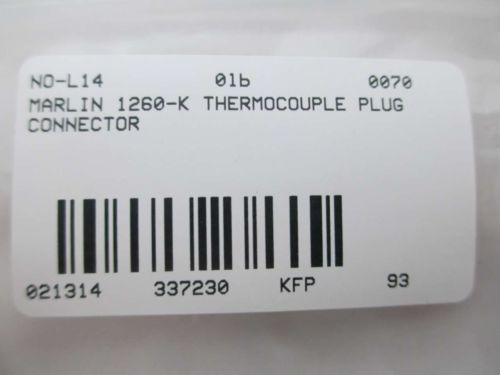 NO-L14 01b 0070
MARLIN 1260-K THERMOCOUPLE PLUG
CONNECTOR
021314 337230 KFP 93